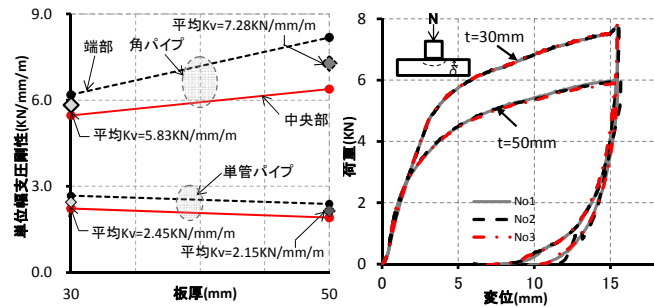 9.0
6.0
3.0
0.0
単位幅支圧剛性(KN/mm/m)
端部
角パイプ
平均Kv=7.28KN/mm/m
中央部
平均Kv=5.83KN/mm/m
単管パイプ
平均Kv=2.45KN/mm/m
平均Kv=2.15KN/mm/m
30
50
板厚(mm)
8
6
4
2
0
荷重(KN)
N
δ
t=30mm
t=50mm
No1
No2
No3
0
5
10
15
変位(mm)